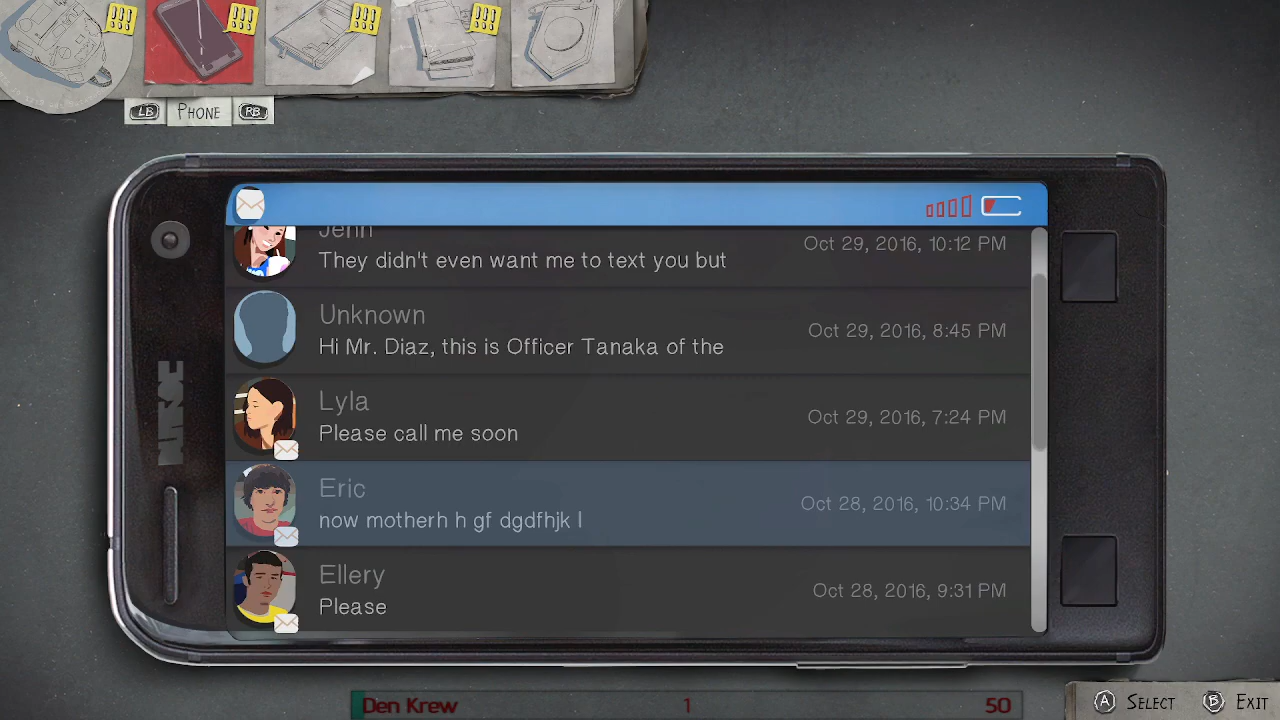 LB PHONE RB
Jenn Oct 29, 2016, 10:12 PM
They didn't even want me to text you but
Unknown Oct 29, 2016, 8:45 PM
Hi Mr. Diaz, this is Officer Tanaka of the
Lyla Oct 29, 2016, 7:24 PM
Please call me soon
Eric Oct 28, 2016, 10:34 PM
now motherh h gf dgdfhjk l
Ellery Oct 28, 2016, 9:31 PM
Please
Den Krew 1 50
A SELECT B EXIT